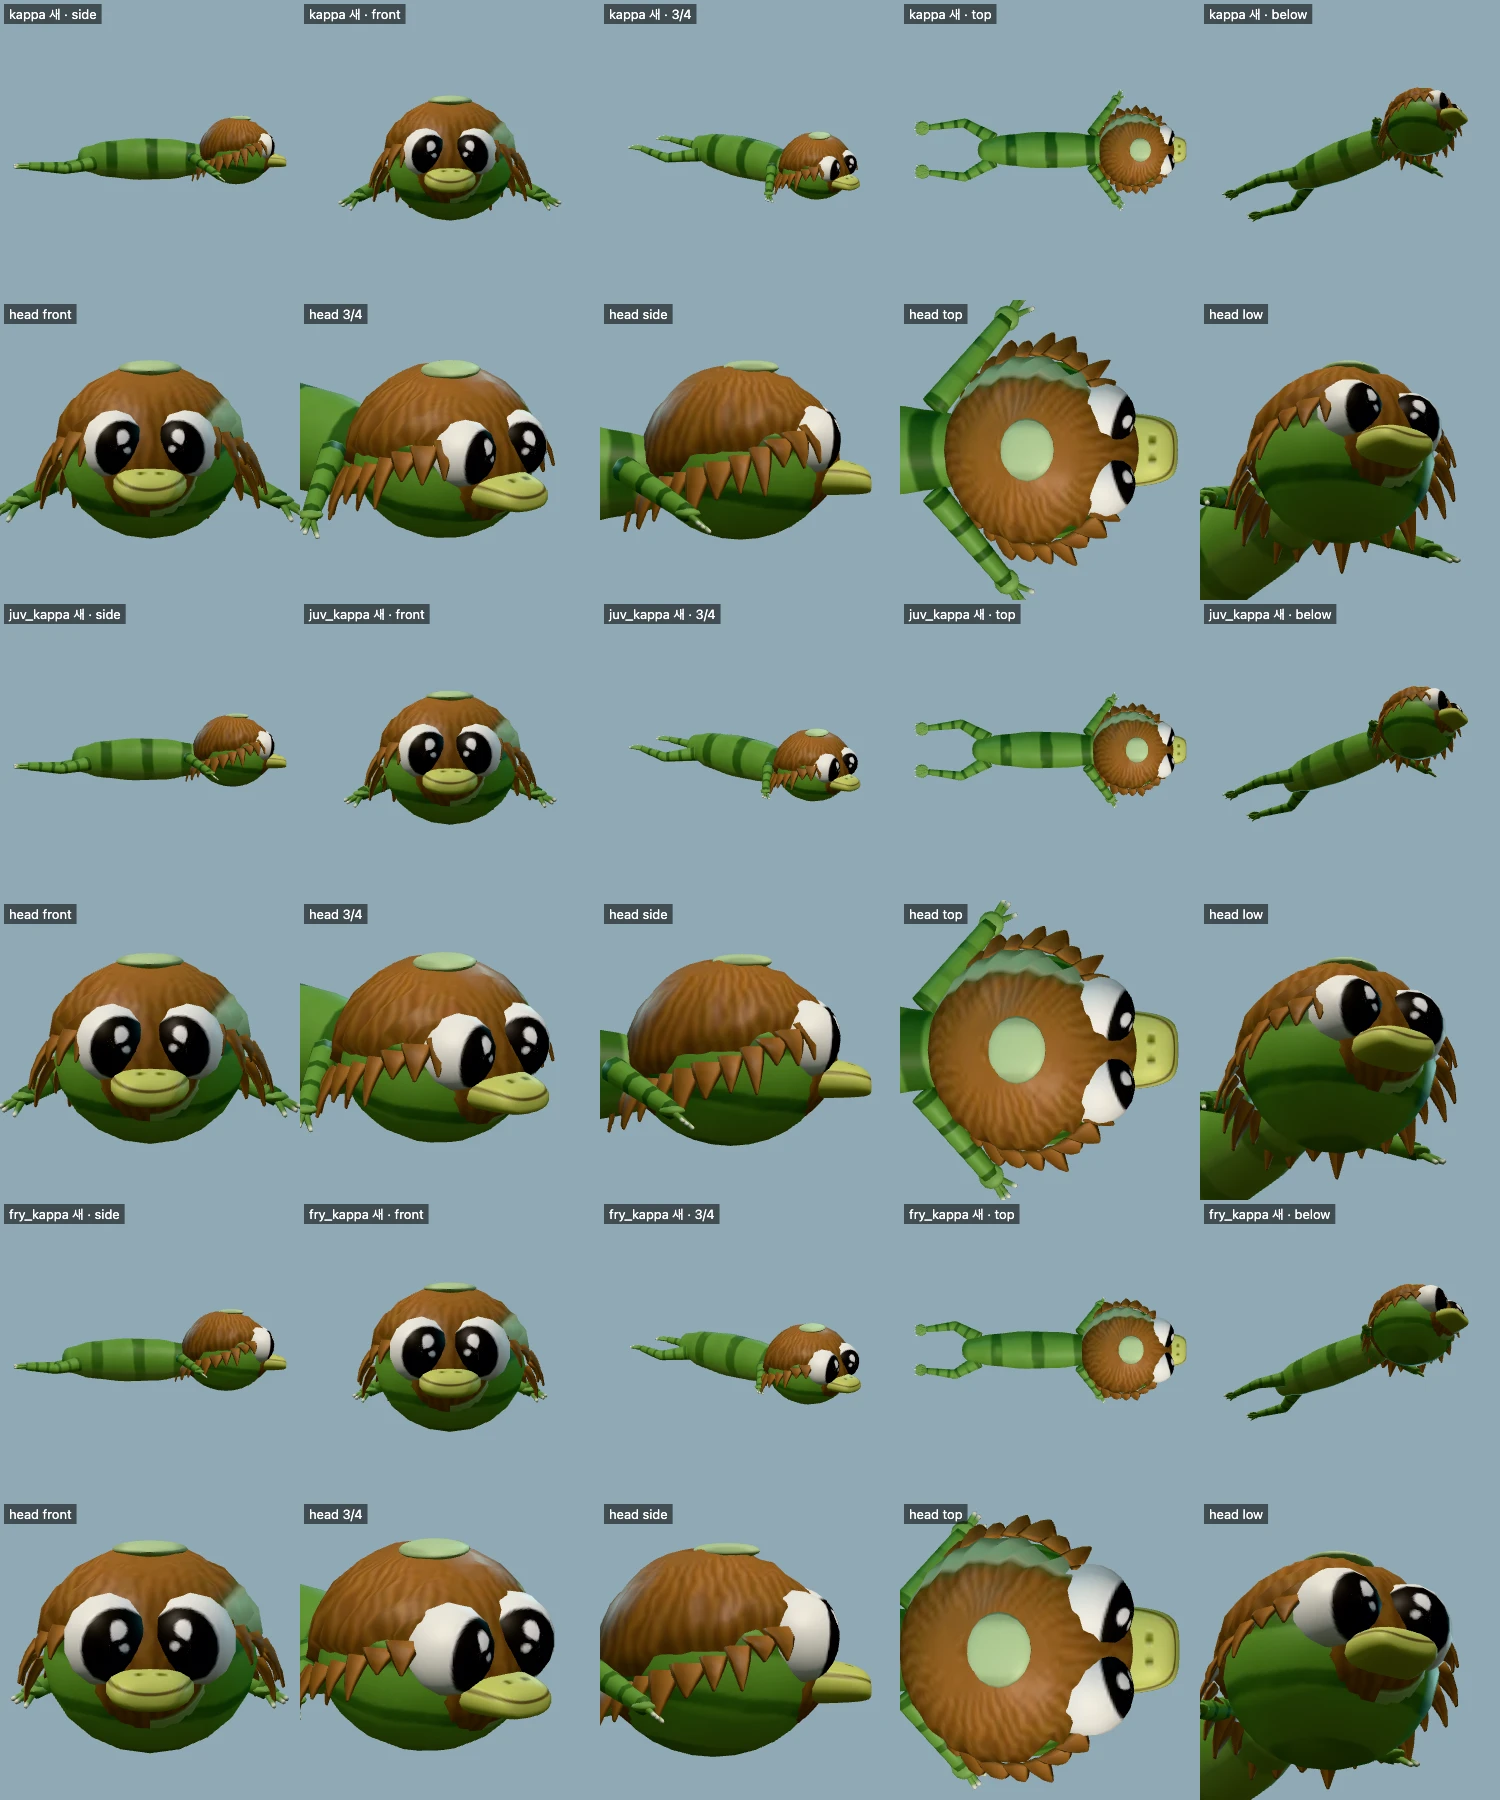 kappa 새 · side
kappa 새 · front
kappa 새 · 3/4
kappa 새 · top
kappa 새 · below
head front
head 3/4
head side
head top
head low
juv_kappa 새 · side
juv_kappa 새 · front
juv_kappa 새 · 3/4
juv_kappa 새 · top
juv_kappa 새 · below
head front
head 3/4
head side
head top
head low
fry_kappa 새 · side
fry_kappa 새 · front
fry_kappa 새 · 3/4
fry_kappa 새 · top
fry_kappa 새 · below
head front
head 3/4
head side
head top
head low